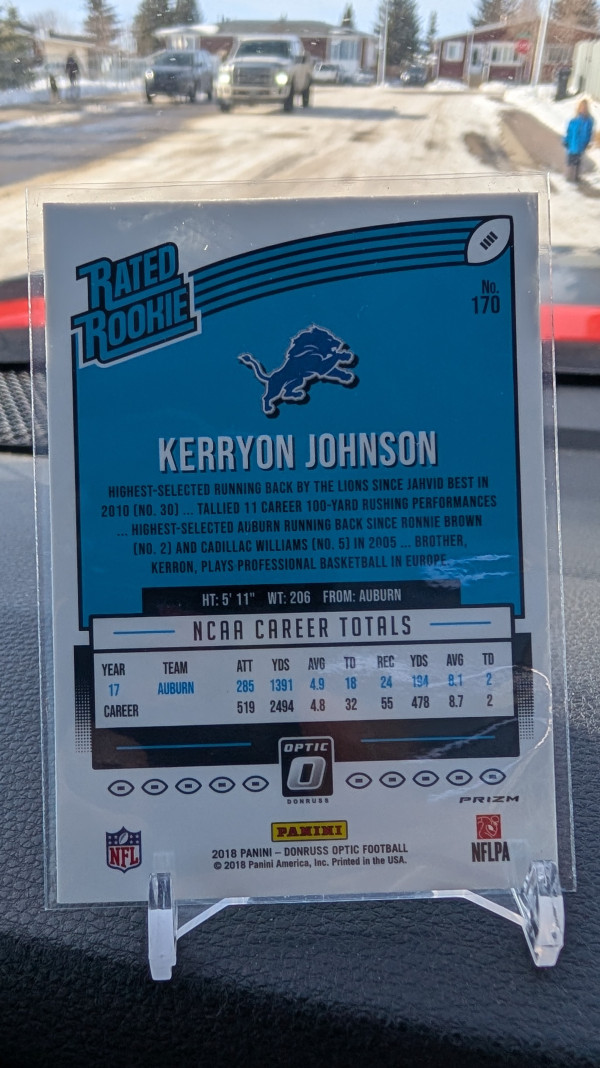 RATED
ROOKIE
No.
170
KERRYON JOHNSON
HIGHEST-SELECTED RUNNING BACK BY THE LIONS SINCE JAHVID BEST IN
2010 (NO. 30) ... TALLIED 11 CAREER 100-YARD RUSHING PERFORMANCES
... HIGHEST-SELECTED AUBURN RUNNING BACK SINCE RONNIE BROWN
(NO. 2) AND CADILLAC WILLIAMS (NO. 5) IN 2005 ... BROTHER,
KERRON, PLAYS PROFESSIONAL BASKETBALL IN EUROPE.
HT: 5' 11" WT: 206 FROM: AUBURN
NCAA CAREER TOTALS
YEAR TEAM ATT YDS AVG TD REC YDS AVG TD
17 AUBURN 285 1391 4.9 18 24 194 8.1 2
CAREER 519 2494 4.8 32 55 478 8.7 2
OPTIC
O
DONRUSS
PRIZM
NFL
PANINI
2018 PANINI – DONRUSS OPTIC FOOTBALL
© 2018 Panini America, Inc. Printed in the USA.
NFLPA